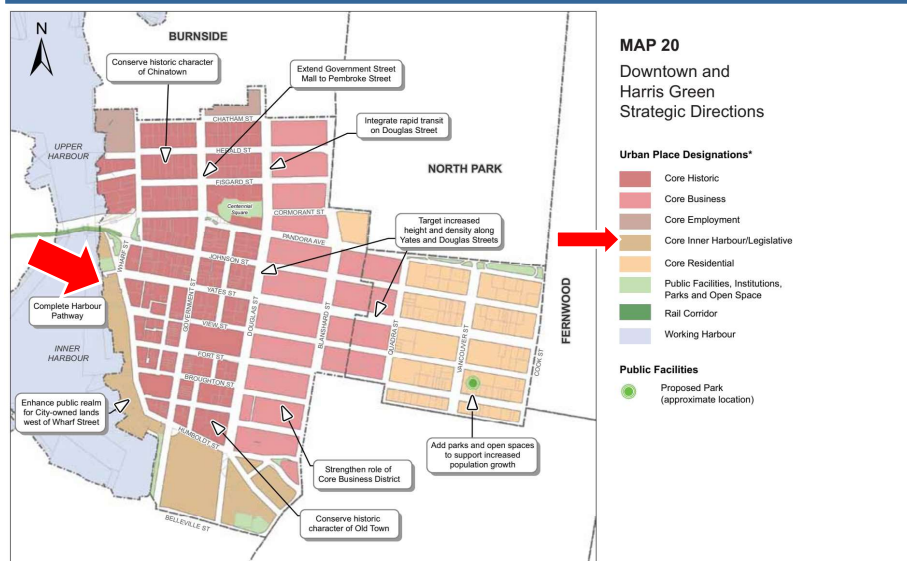 N
BURNSIDE
Conserve historic character
of Chinatown
Extend Government Street
Mall to Pembroke Street
Integrate rapid transit
on Douglas Street
CHATHAM ST
HERALD ST
FISGARD ST
UPPER
HARBOUR
NORTH PARK
Centennial
Square
CORMORANT ST
Target increased
height and density along
Yates and Douglas Streets
PANDORA AVE
JOHNSON ST
WHARF ST
YATES ST
GOVERNMENT ST
DOUGLAS ST
BLANSHARD ST
QUADRA ST
VANCOUVER ST
COOK ST
FERNWOOD
Complete Harbour
Pathway
VIEW ST
FORT ST
BROUGHTON ST
INNER
HARBOUR
Enhance public realm
for City-owned lands
west of Wharf Street
HUMBOLDT ST
Strengthen role of
Core Business District
Add parks and open spaces
to support increased
population growth
Conserve historic
character of Old Town
BELLEVILLE ST
MAP 20
Downtown and
Harris Green
Strategic Directions
Urban Place Designations*
Core Historic
Core Business
Core Employment
Core Inner Harbour/Legislative
Core Residential
Public Facilities, Institutions,
Parks and Open Space
Rail Corridor
Working Harbour
Public Facilities
Proposed Park
(approximate location)